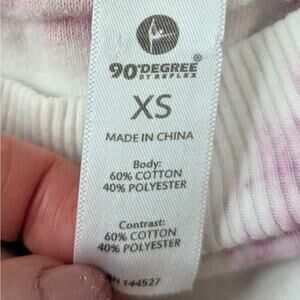 90°DEGREE
BY REFLEX
XS
MADE IN CHINA
Body:
60% COTTON
40% POLYESTER
Contrast:
60% COTTON
40% POLYESTER
144527